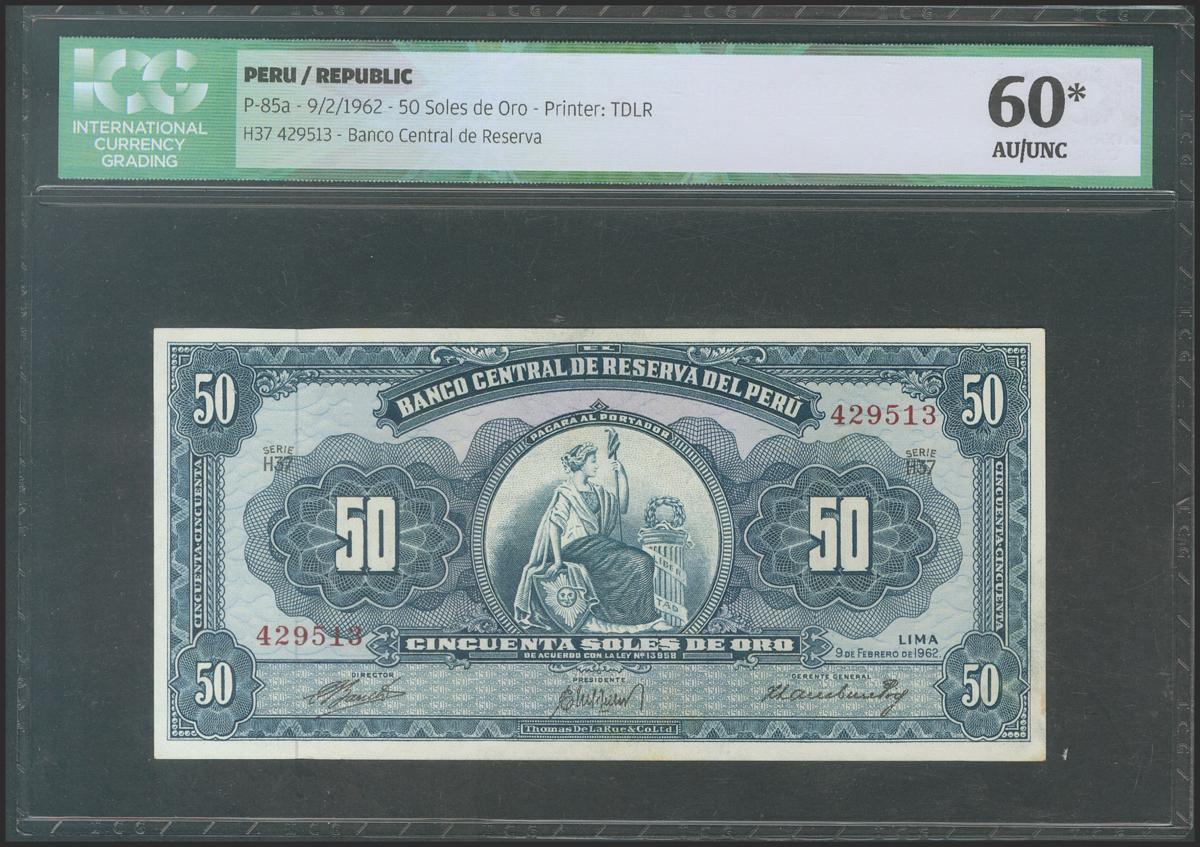 ICG
INTERNATIONAL
CURRENCY
GRADING
PERU / REPUBLIC
P-85a - 9/2/1962 - 50 Soles de Oro - Printer: TDLR
H37 429513 - Banco Central de Reserva
60*
AU/UNC
EL
BANCO CENTRAL DE RESERVA DEL PERÚ
50
50
429513
PAGARA AL PORTADOR
SERIE
H37
SERIE
H37
CINCUENTA CINCUENTA
CINCUENTA CINCUENTA
50
50
LIBER
TAD
429513
CINCUENTA SOLES DE ORO
DE ACUERDO CON LA LEY Nº 13958
LIMA
9 DE FEBRERO DE 1962.
50
50
DIRECTOR
PRESIDENTE
GERENTE GENERAL
Thomas De La Rue & Co Ltd